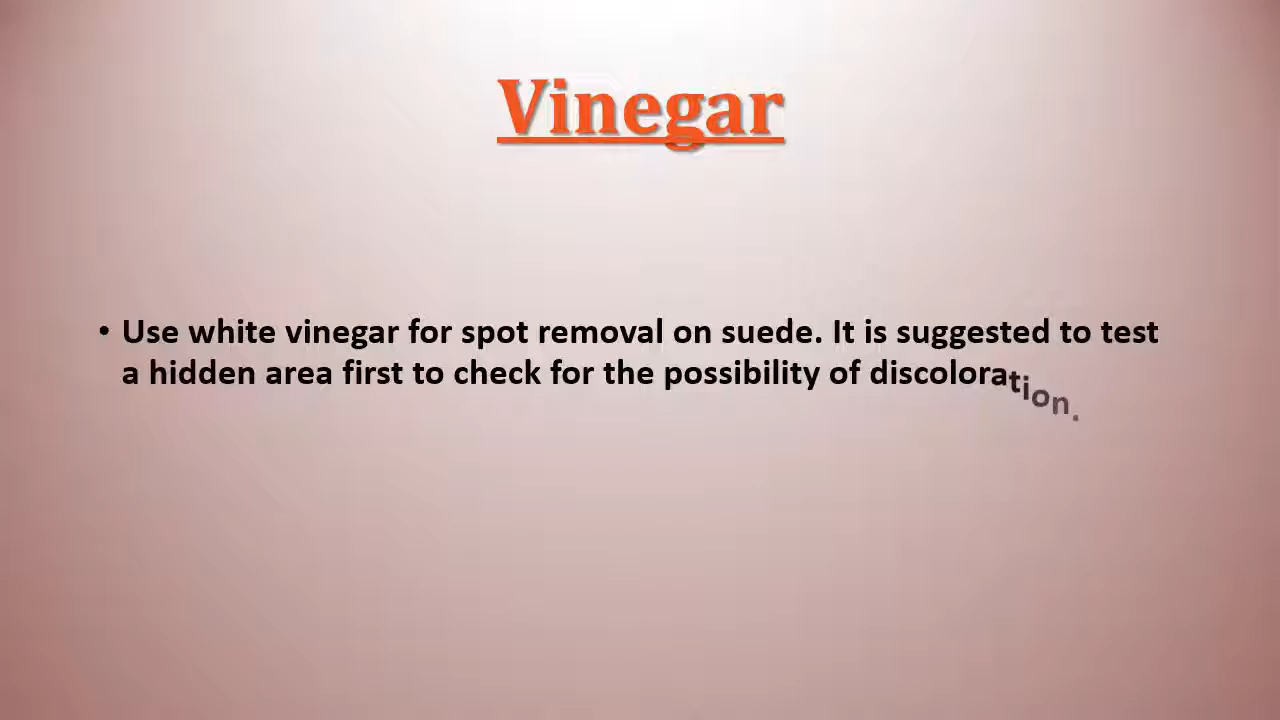 Vinegar
• Use white vinegar for spot removal on suede. It is suggested to test
a hidden area first to check for the possibility of discoloration.